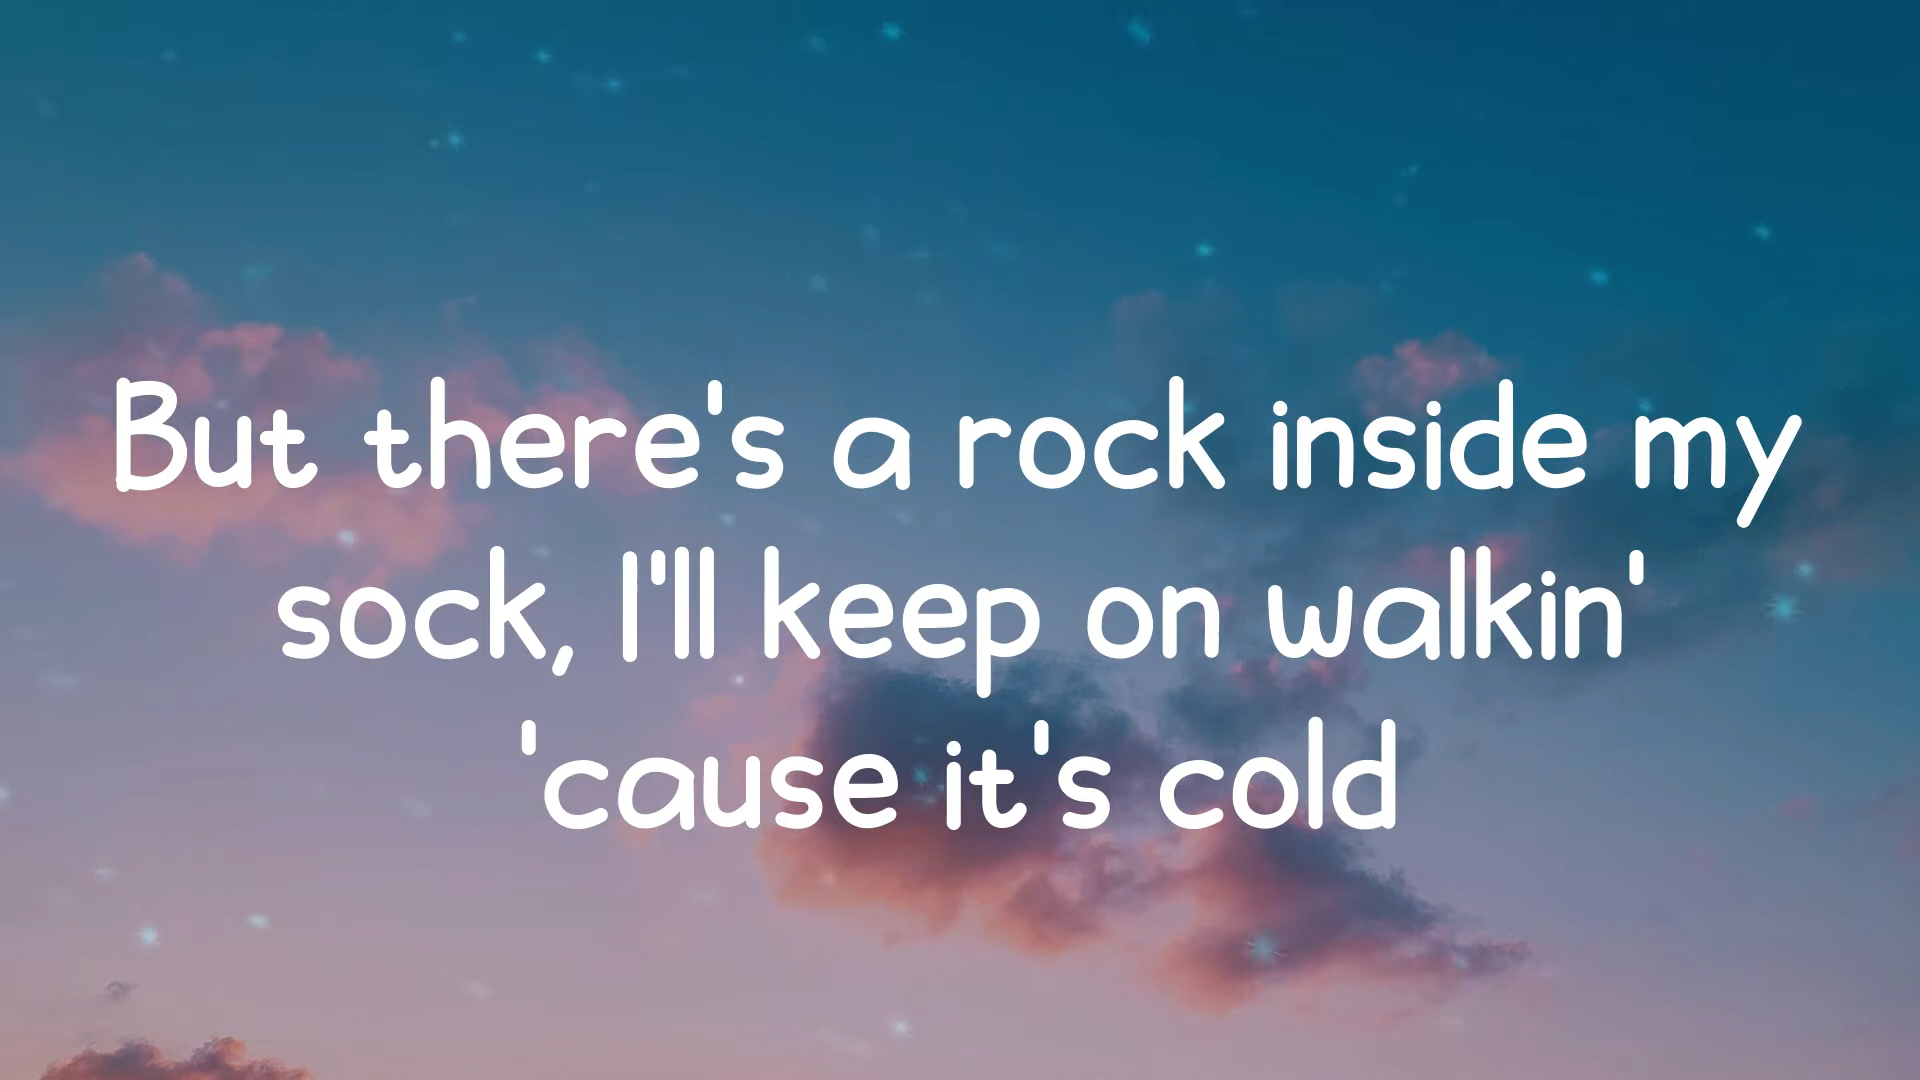 But there's a rock inside my
sock, I'll keep on walkin'
'cause it's cold